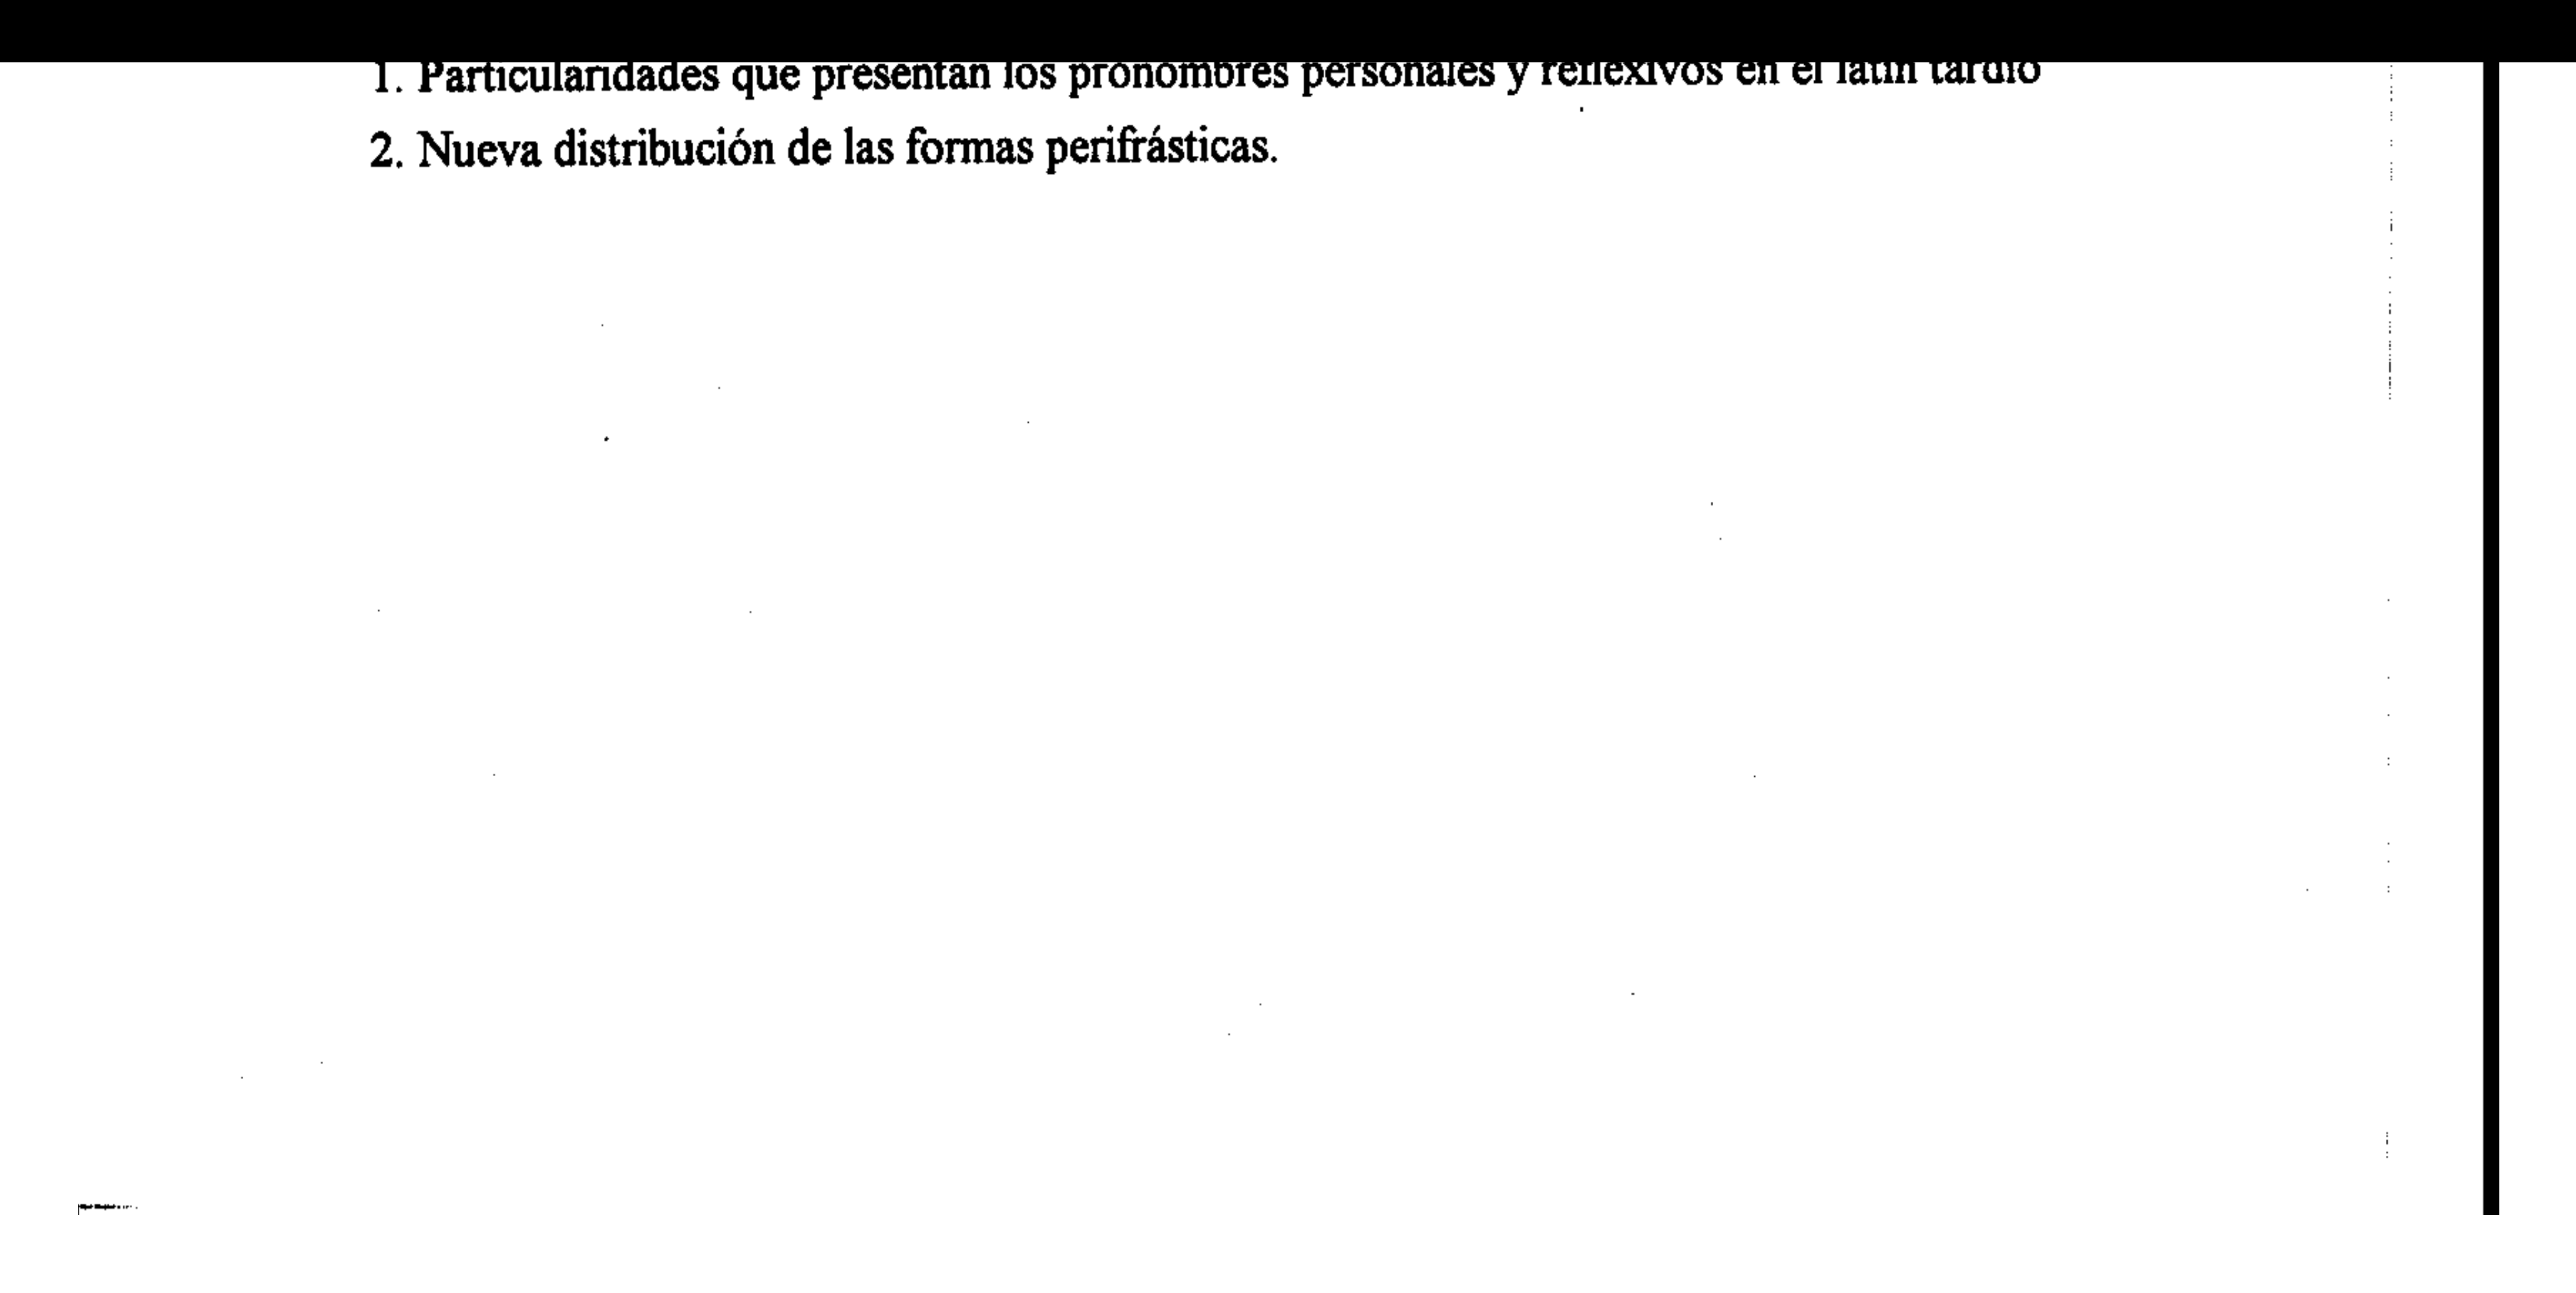 1. Particularidades que presentan los pronombres personales y reflexivos en el latín tardío
2. Nueva distribución de las formas perifrásticas.